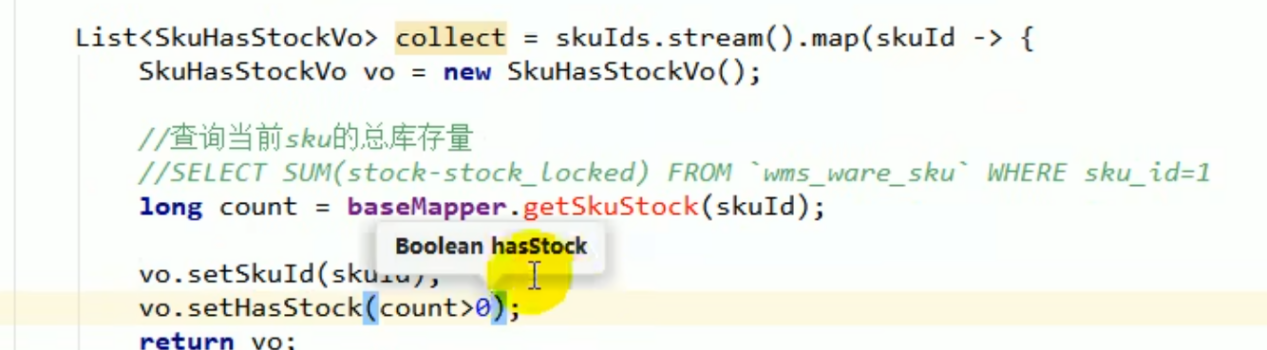 List<SkuHasStockVo> collect = skuIds.stream().map(skuId -> {
SkuHasStockVo vo = new SkuHasStockVo();
//查询当前sku的总库存量
//SELECT SUM(stock-stock_locked) FROM `wms_ware_sku` WHERE sku_id=1
long count = baseMapper.getSkuStock(skuId);
Boolean hasStock
vo.setSkuId(skuId);
vo.setHasStock(count>0);
return vo;